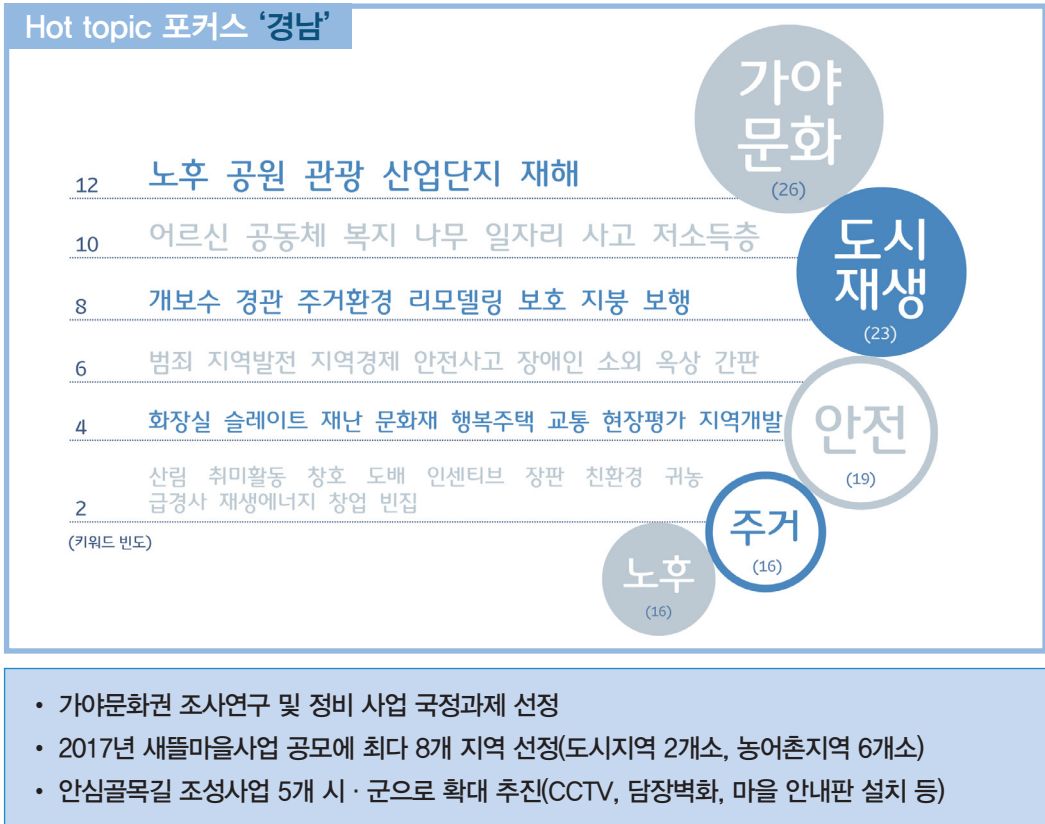 Hot topic 포커스 ‘경남’
가야
문화
(26)
12 노후 공원 관광 산업단지 재해
10 어르신 공동체 복지 나무 일자리 사고 저소득층
도시
재생
(23)
8 개보수 경관 주거환경 리모델링 보호 지붕 보행
6 범죄 지역발전 지역경제 안전사고 장애인 소외 옥상 간판
4 화장실 슬레이트 재난 문화재 행복주택 교통 현장평가 지역개발
안전
(19)
산림 취미활동 창호 도배 인센티브 장판 친환경 귀농
2 급경사 재생에너지 창업 빈집
(키워드 빈도)
주거
(16)
노후
(16)
• 가야문화권 조사연구 및 정비 사업 국정과제 선정
• 2017년 새뜰마을사업 공모에 최다 8개 지역 선정(도시지역 2개소, 농어촌지역 6개소)
• 안심골목길 조성사업 5개 시 · 군으로 확대 추진(CCTV, 담장벽화, 마을 안내판 설치 등)